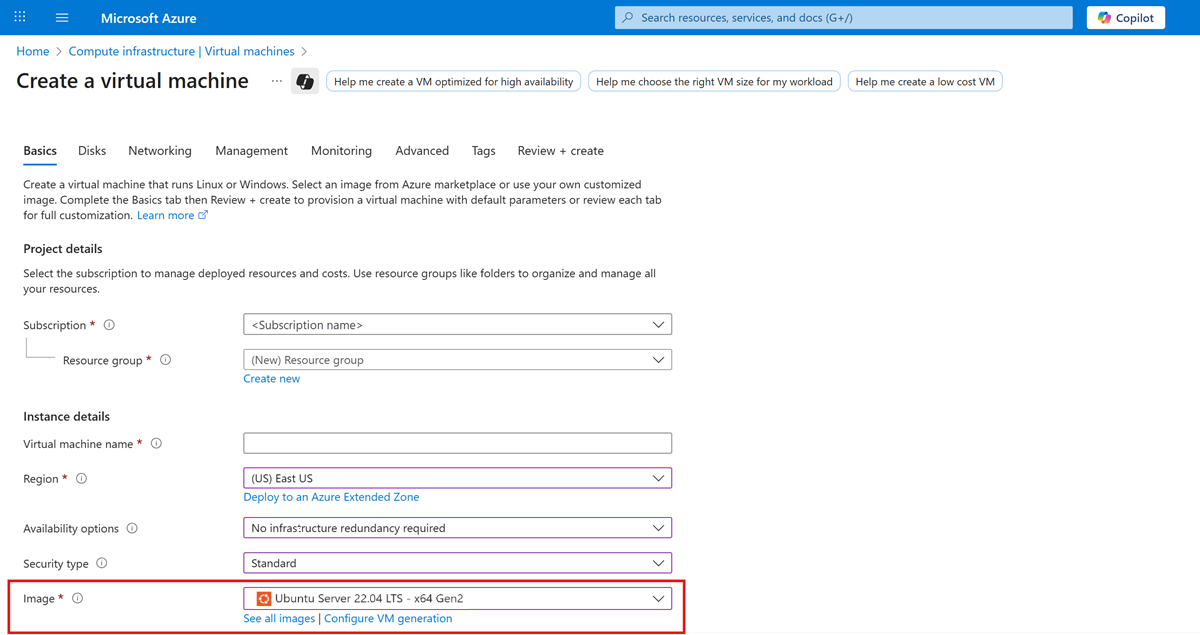 Microsoft Azure
Search resources, services, and docs (G+/)
Copilot
Home > Compute infrastructure | Virtual machines >
Create a virtual machine ...
Help me create a VM optimized for high availability
Help me choose the right VM size for my workload
Help me create a low cost VM
Basics Disks Networking Management Monitoring Advanced Tags Review + create
Create a virtual machine that runs Linux or Windows. Select an image from Azure marketplace or use your own customized
image. Complete the Basics tab then Review + create to provision a virtual machine with default parameters or review each tab
for full customization. Learn more
Project details
Select the subscription to manage deployed resources and costs. Use resource groups like folders to organize and manage all
your resources.
Subscription * <Subscription name>
Resource group * (New) Resource group
Create new
Instance details
Virtual machine name *
Region * (US) East US
Deploy to an Azure Extended Zone
Availability options No infrastructure redundancy required
Security type Standard
Image * Ubuntu Server 22.04 LTS - x64 Gen2
See all images | Configure VM generation